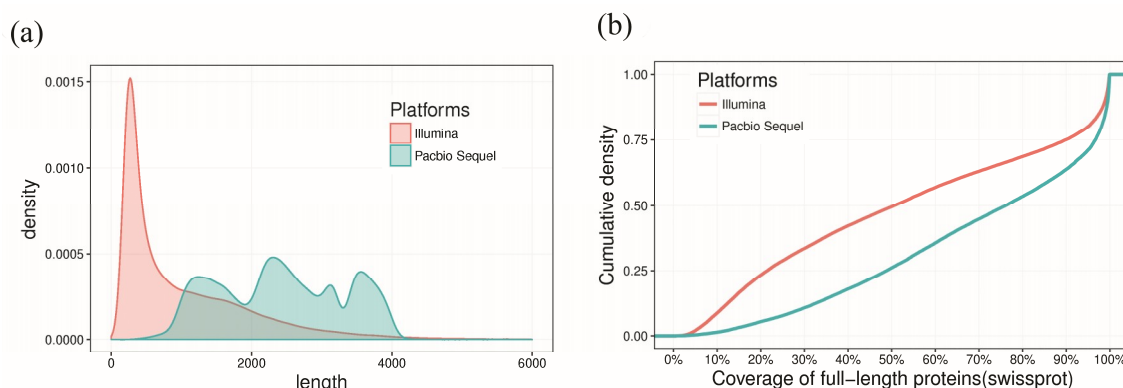 (a)
Platforms
Illumina
Pacbio Sequel
density
0.0015
0.0010
0.0005
0.0000
0
2000
4000
6000
length
(b)
Platforms
Illumina
Pacbio Sequel
Cumulative density
1.00
0.75
0.50
0.25
0.00
0% 10% 20% 30% 40% 50% 60% 70% 80% 90% 100%
Coverage of full-length proteins(swissprot)